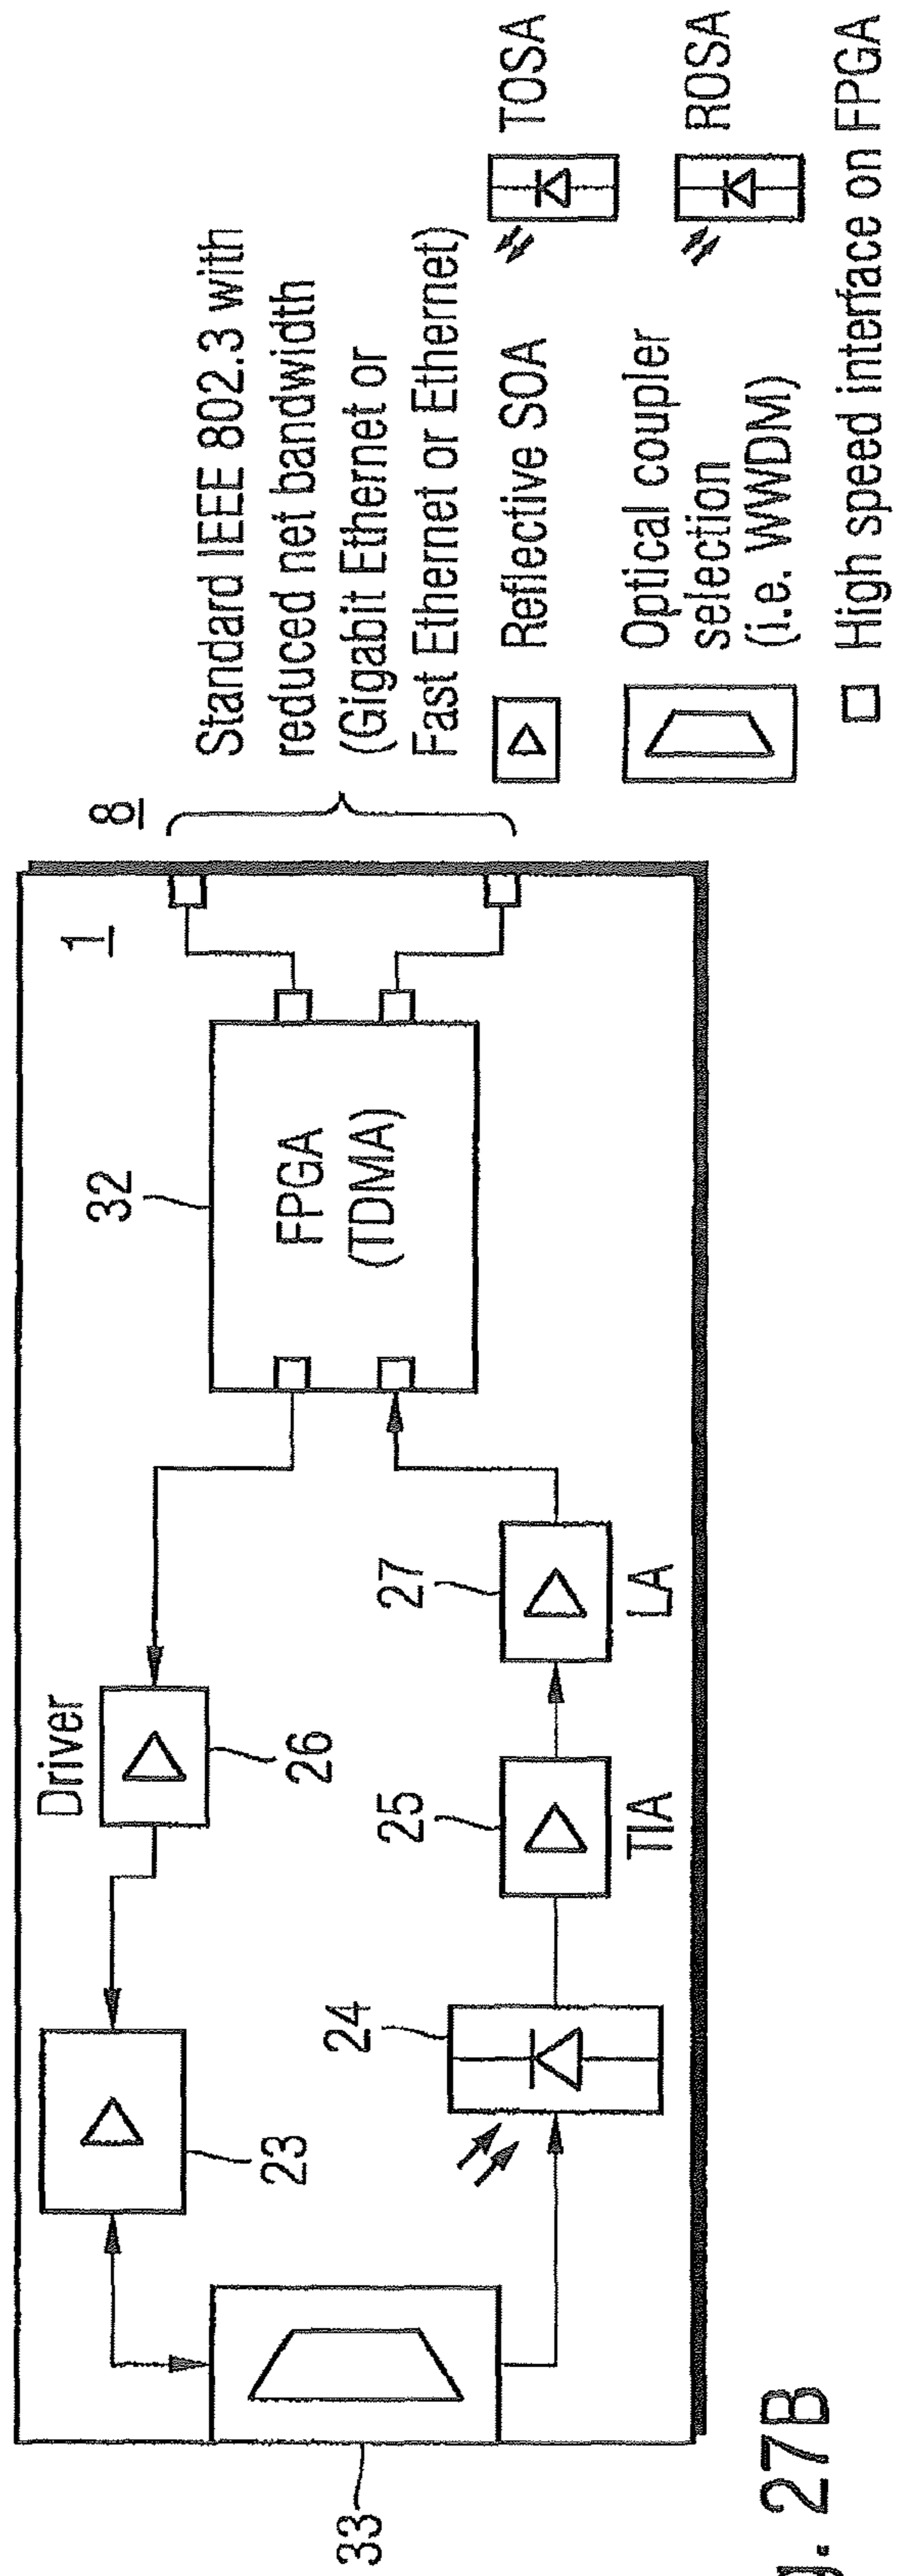 8
Standard IEEE 802.3 with
reduced net bandwidth
(Gigabit Ethernet or
Fast Ethernet or Ethernet)
1
32
FPGA
(TDMA)
Driver
26
23
27
LA
25
TIA
24
33
Reflective SOA
TOSA
Optical coupler
selection
(i.e. WWDM)
ROSA
High speed interface on FPGA
g. 27B